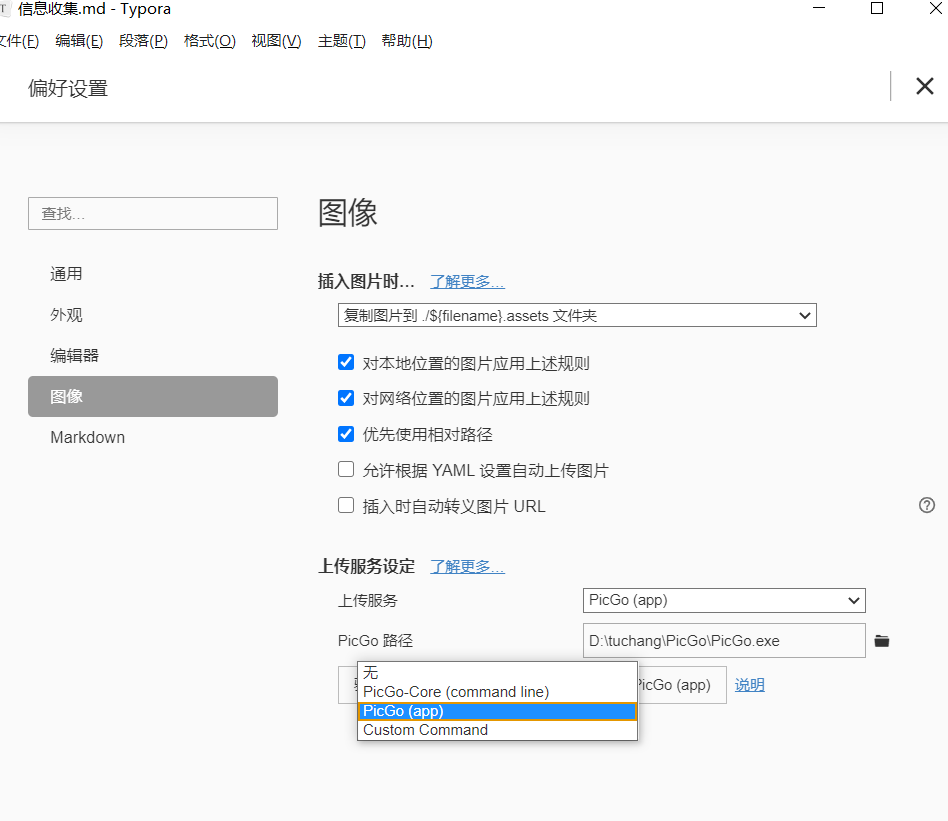 信息收集.md - Typora
文件(F) 编辑(E) 段落(P) 格式(O) 视图(V) 主题(T) 帮助(H)
偏好设置
查找...
通用
外观
编辑器
图像
Markdown
图像
插入图片时... 了解更多...
复制图片到 ./${filename}.assets 文件夹
对本地位置的图片应用上述规则
对网络位置的图片应用上述规则
优先使用相对路径
允许根据 YAML 设置自动上传图片
插入时自动转义图片 URL
上传服务设定 了解更多...
上传服务 PicGo (app)
PicGo 路径 D:\tuchang\PicGo\PicGo.exe
PicGo (app) 说明
无
PicGo-Core (command line)
PicGo (app)
Custom Command